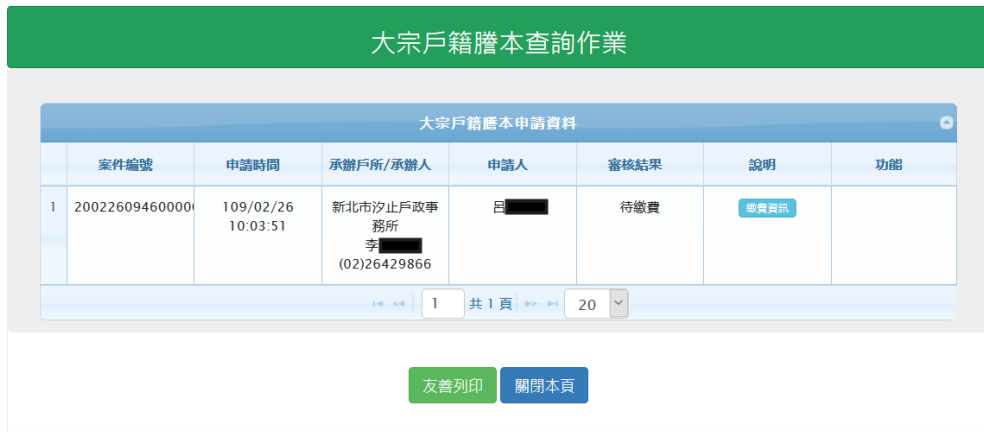 大宗戶籍謄本查詢作業
大宗戶籍謄本申請資料
案件編號 申請時間 承辦戶所/承辦人 申請人 審核結果 說明 功能
1 20022609460000 109/02/26 新北市汐止戶政事 呂 待繳費 繳費資訊
10:03:51 務所
李
(02)26429866
1 共 1 頁 20
友善列印 關閉本頁